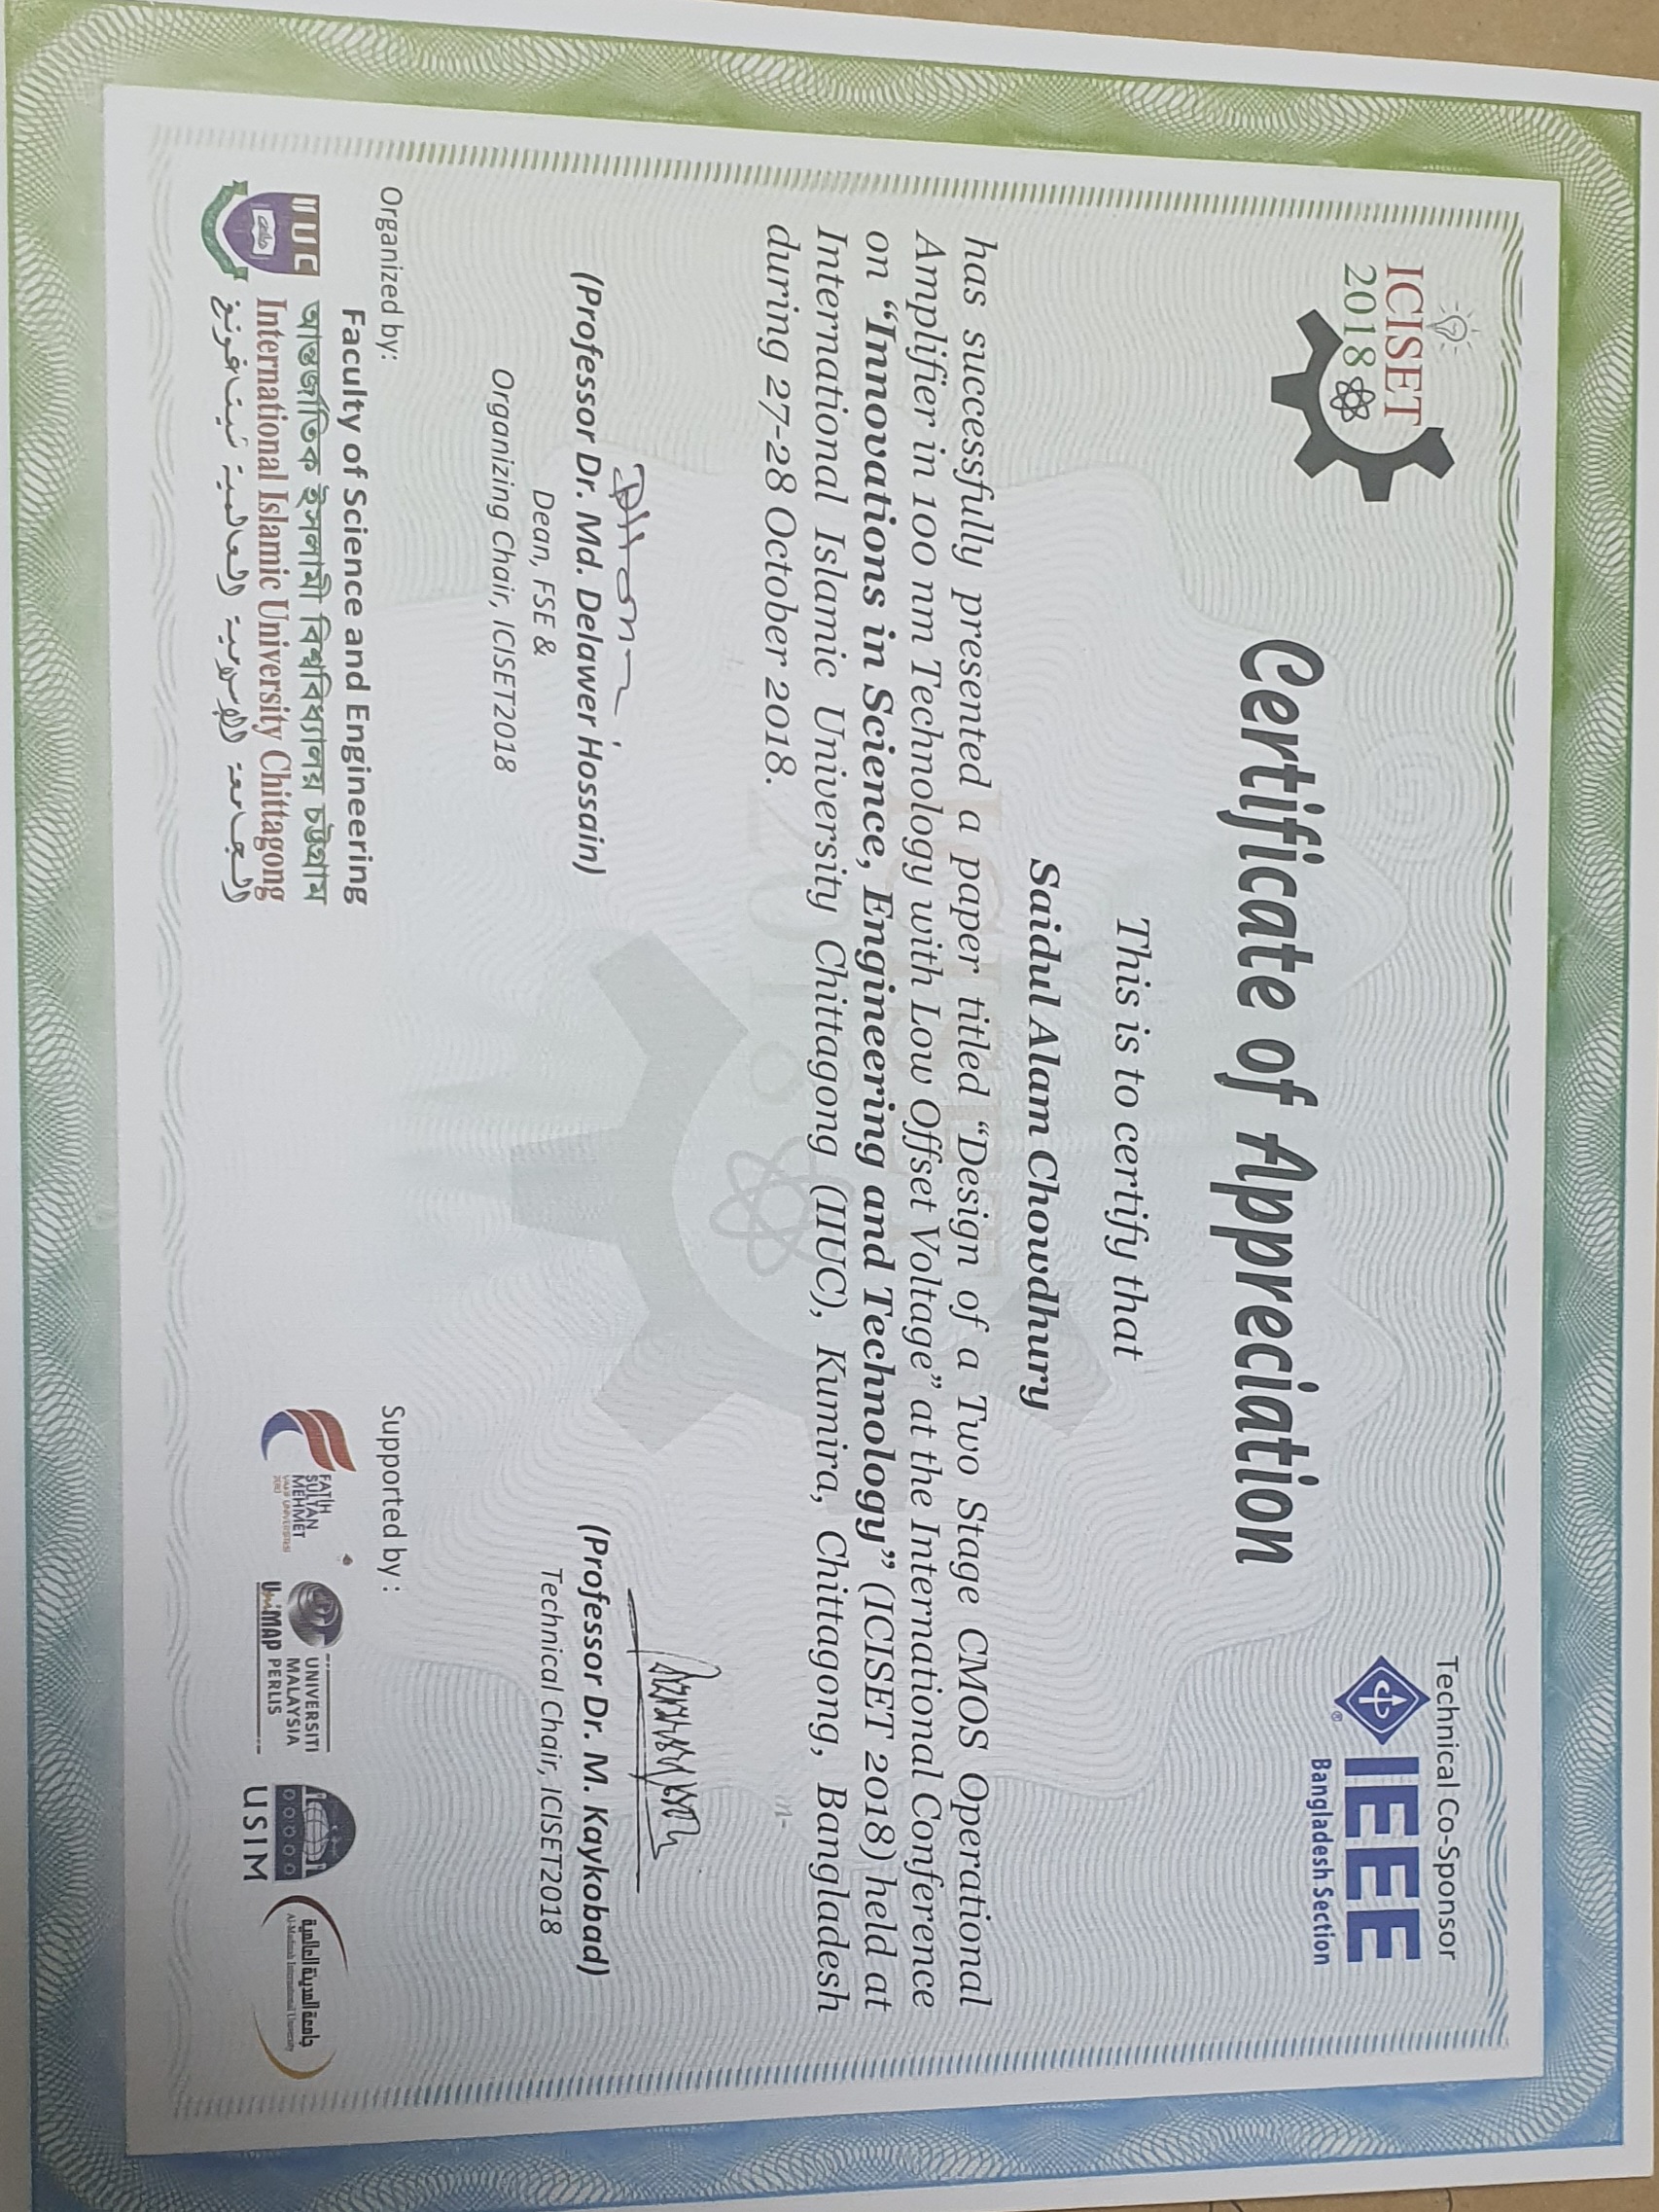 ICISET
2018
Technical Co-Sponsor
IEEE
®
Bangladesh Section
Certificate of Appreciation
This is to certify that
Saidul Alam Chowdhury
has successfully presented a paper titled “Design of a Two Stage CMOS Operational
Amplifier in 100 nm Technology with Low Offset Voltage” at the International Conference
on “Innovations in Science, Engineering and Technology” (ICISET 2018) held at
International Islamic University Chittagong (IIUC), Kumira, Chittagong, Bangladesh
during 27-28 October 2018.
(Professor Dr. Md. Delawer Hossain)
Dean, FSE &
Organizing Chair, ICISET2018
(Professor Dr. M. Kaykobad)
Technical Chair, ICISET2018
Organized by:
Faculty of Science and Engineering
IIUC
আন্তর্জাতিক ইসলামী বিশ্ববিদ্যালয় চট্টগ্রাম
International Islamic University Chittagong
الجامعة الإسلامية العالمية شيتاغونغ
Supported by :
FATİH
SULTAN
MEHMET
VAKIF ÜNİVERSİTESİ
UNIVERSITI
MALAYSIA
PERLIS
UniMAP
USIM
جامعة المدينة العالمية
Al-Madinah International University